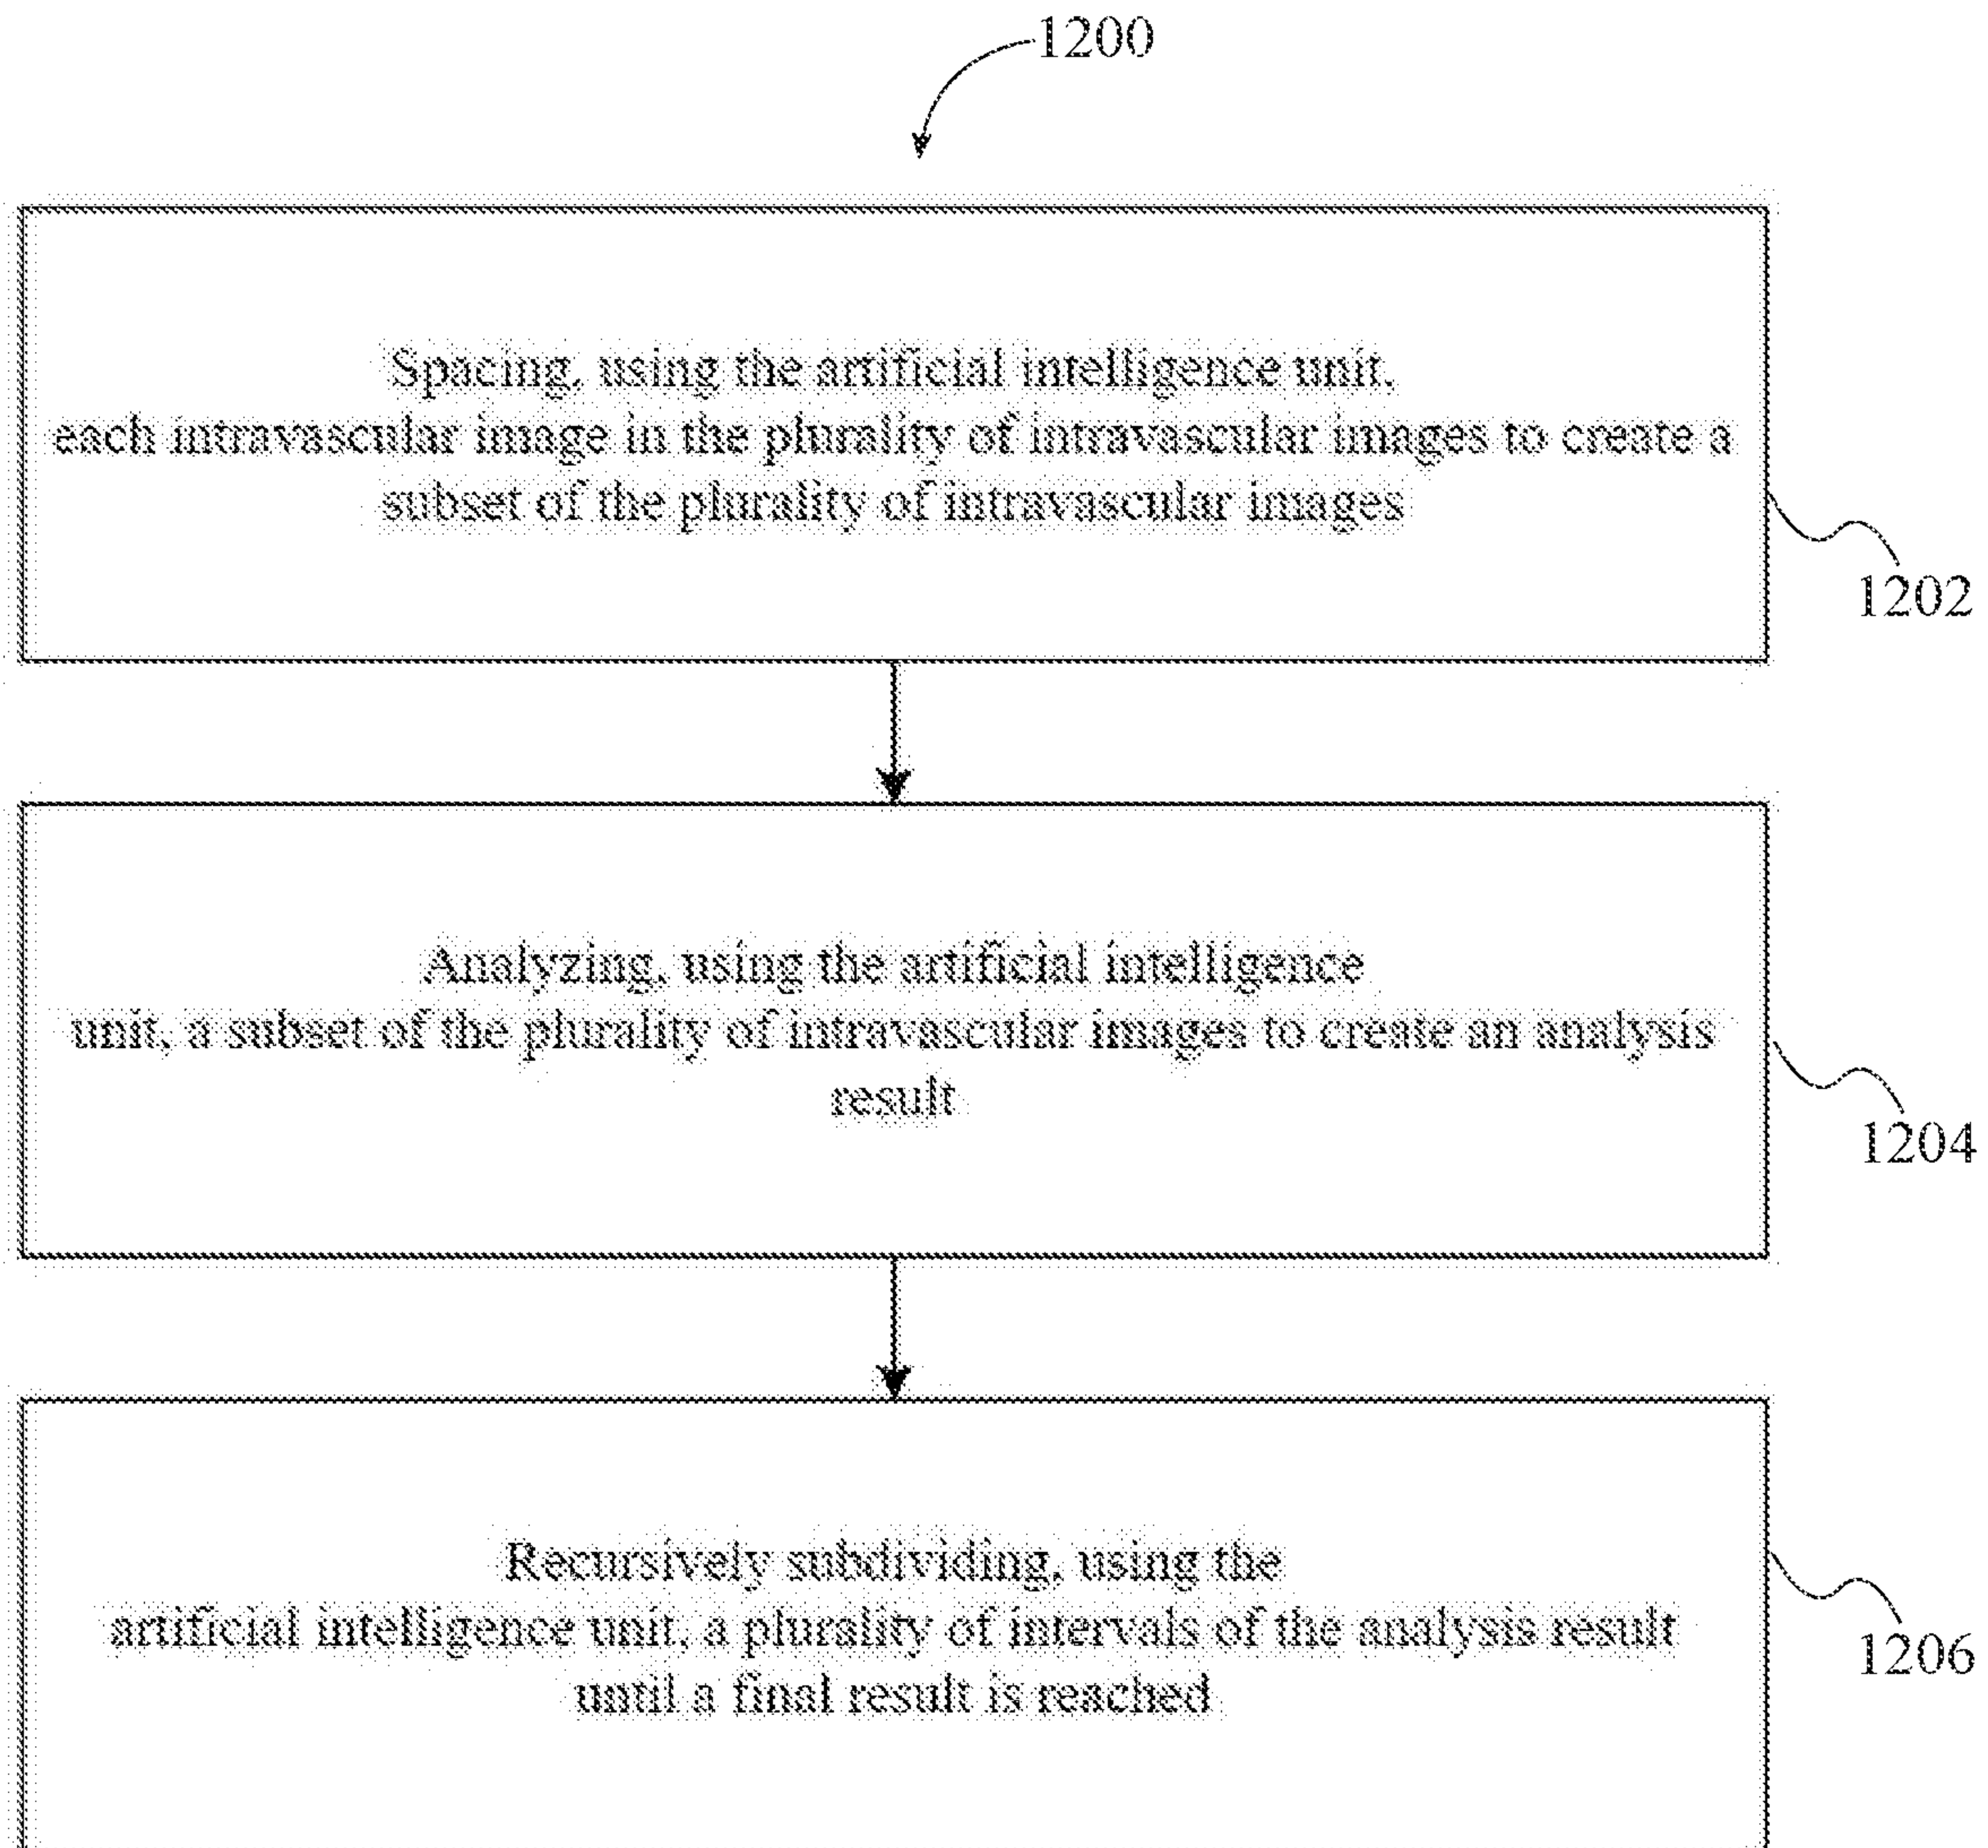 1200
Spacing, using the artificial intelligence unit,
each intravascular image in the plurality of intravascular images to create a
subset of the plurality of intravascular images
1202
Analyzing, using the artificial intelligence
unit, a subset of the plurality of intravascular images to create an analysis
result
1204
Recursively subdividing, using the
artificial intelligence unit, a plurality of intervals of the analysis result
until a final result is reached
1206